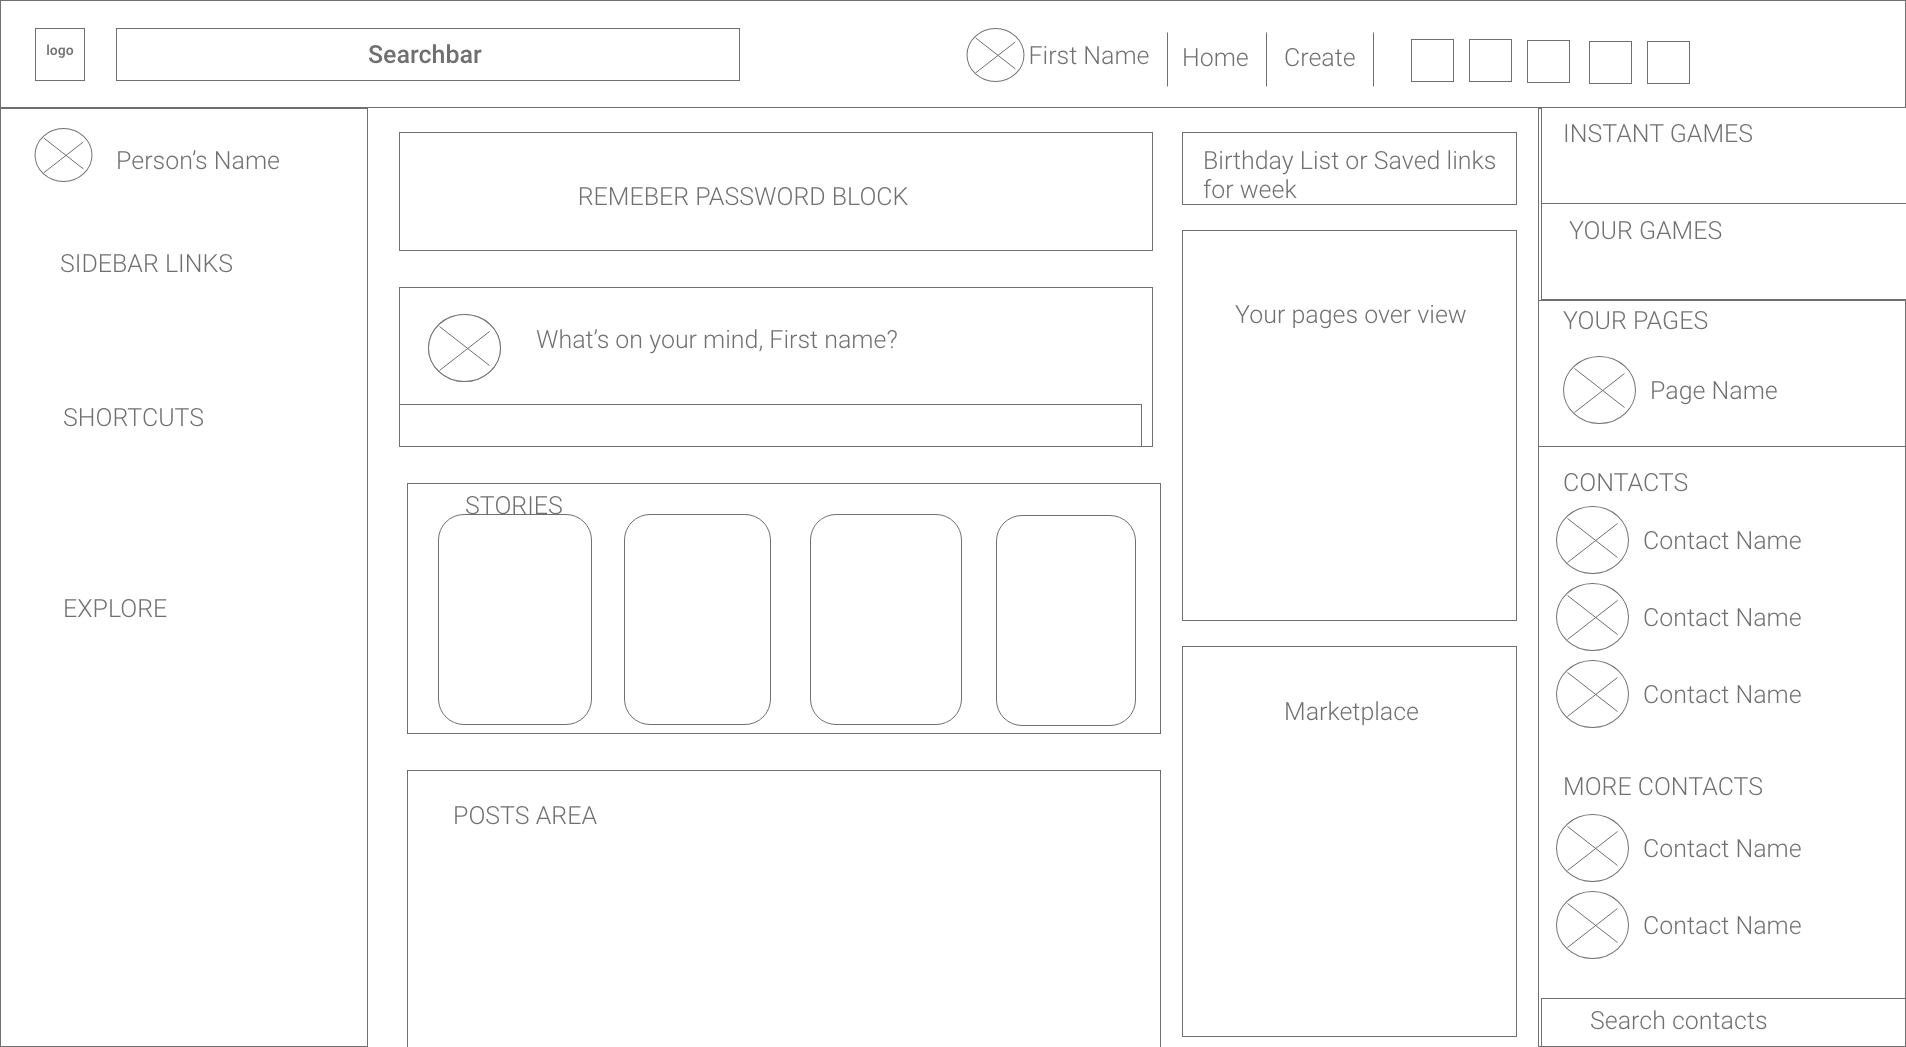 logo
Searchbar
First Name
Home
Create
Person's Name
SIDEBAR LINKS
SHORTCUTS
EXPLORE
REMEBER PASSWORD BLOCK
What's on your mind, First name?
STORIES
POSTS AREA
Birthday List or Saved links
for week
Your pages over view
Marketplace
INSTANT GAMES
YOUR GAMES
YOUR PAGES
Page Name
CONTACTS
Contact Name
Contact Name
Contact Name
MORE CONTACTS
Contact Name
Contact Name
Search contacts